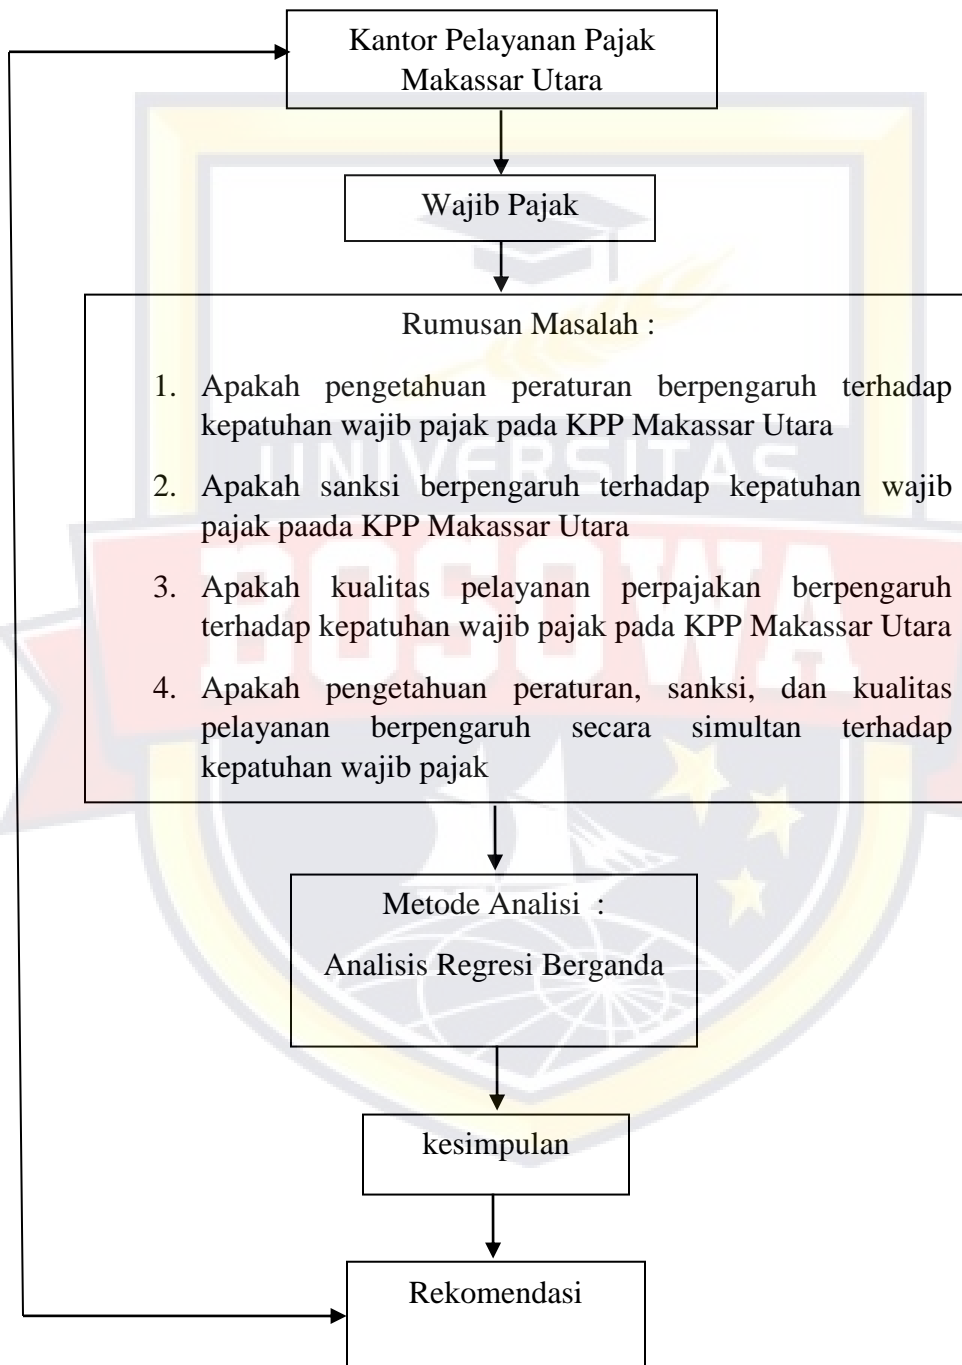 Kantor Pelayanan Pajak
Makassar Utara
Wajib Pajak
Rumusan Masalah :
1. Apakah pengetahuan peraturan berpengaruh terhadap
kepatuhan wajib pajak pada KPP Makassar Utara
2. Apakah sanksi berpengaruh terhadap kepatuhan wajib
pajak paada KPP Makassar Utara
3. Apakah kualitas pelayanan perpajakan berpengaruh
terhadap kepatuhan wajib pajak pada KPP Makassar Utara
4. Apakah pengetahuan peraturan, sanksi, dan kualitas
pelayanan berpengaruh secara simultan terhadap
kepatuhan wajib pajak
Metode Analisi :
Analisis Regresi Berganda
kesimpulan
Rekomendasi
UNIVERSITAS
BOSOWA